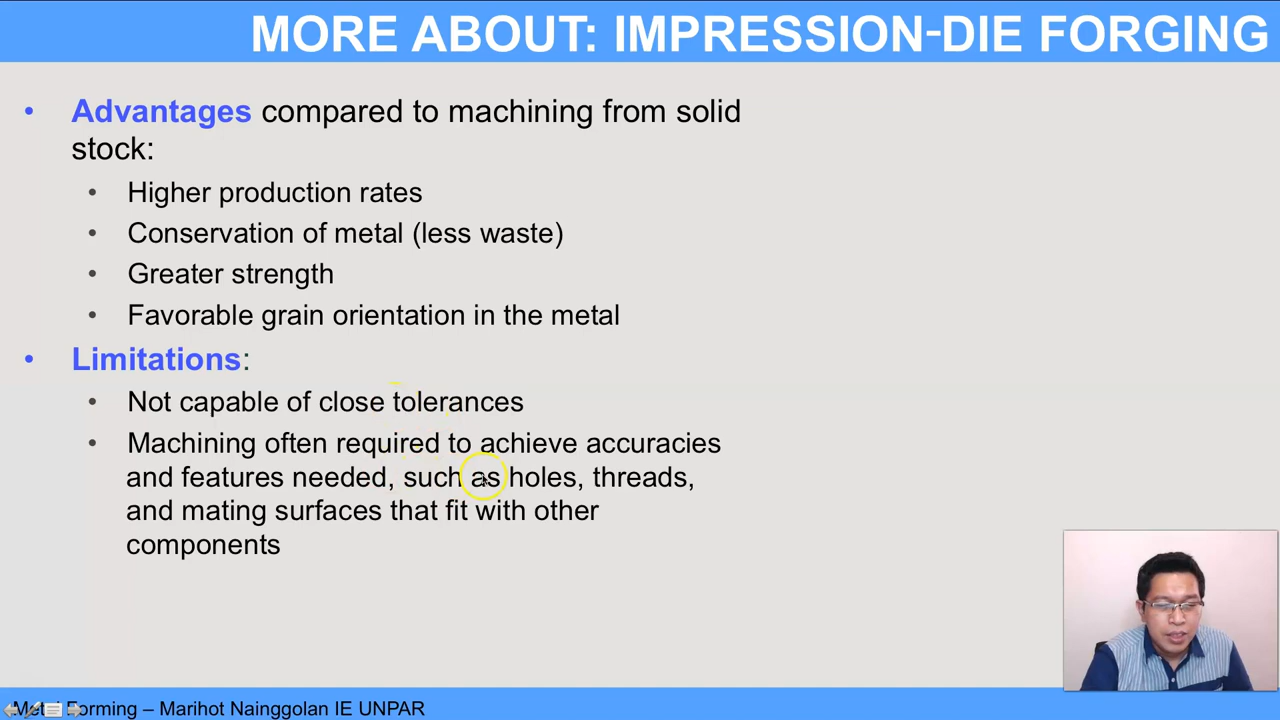 MORE ABOUT: IMPRESSION-DIE FORGING
• Advantages compared to machining from solid
stock:
• Higher production rates
• Conservation of metal (less waste)
• Greater strength
• Favorable grain orientation in the metal
• Limitations:
• Not capable of close tolerances
• Machining often required to achieve accuracies
and features needed, such as holes, threads,
and mating surfaces that fit with other
components
Metal Forming – Marihot Nainggolan IE UNPAR